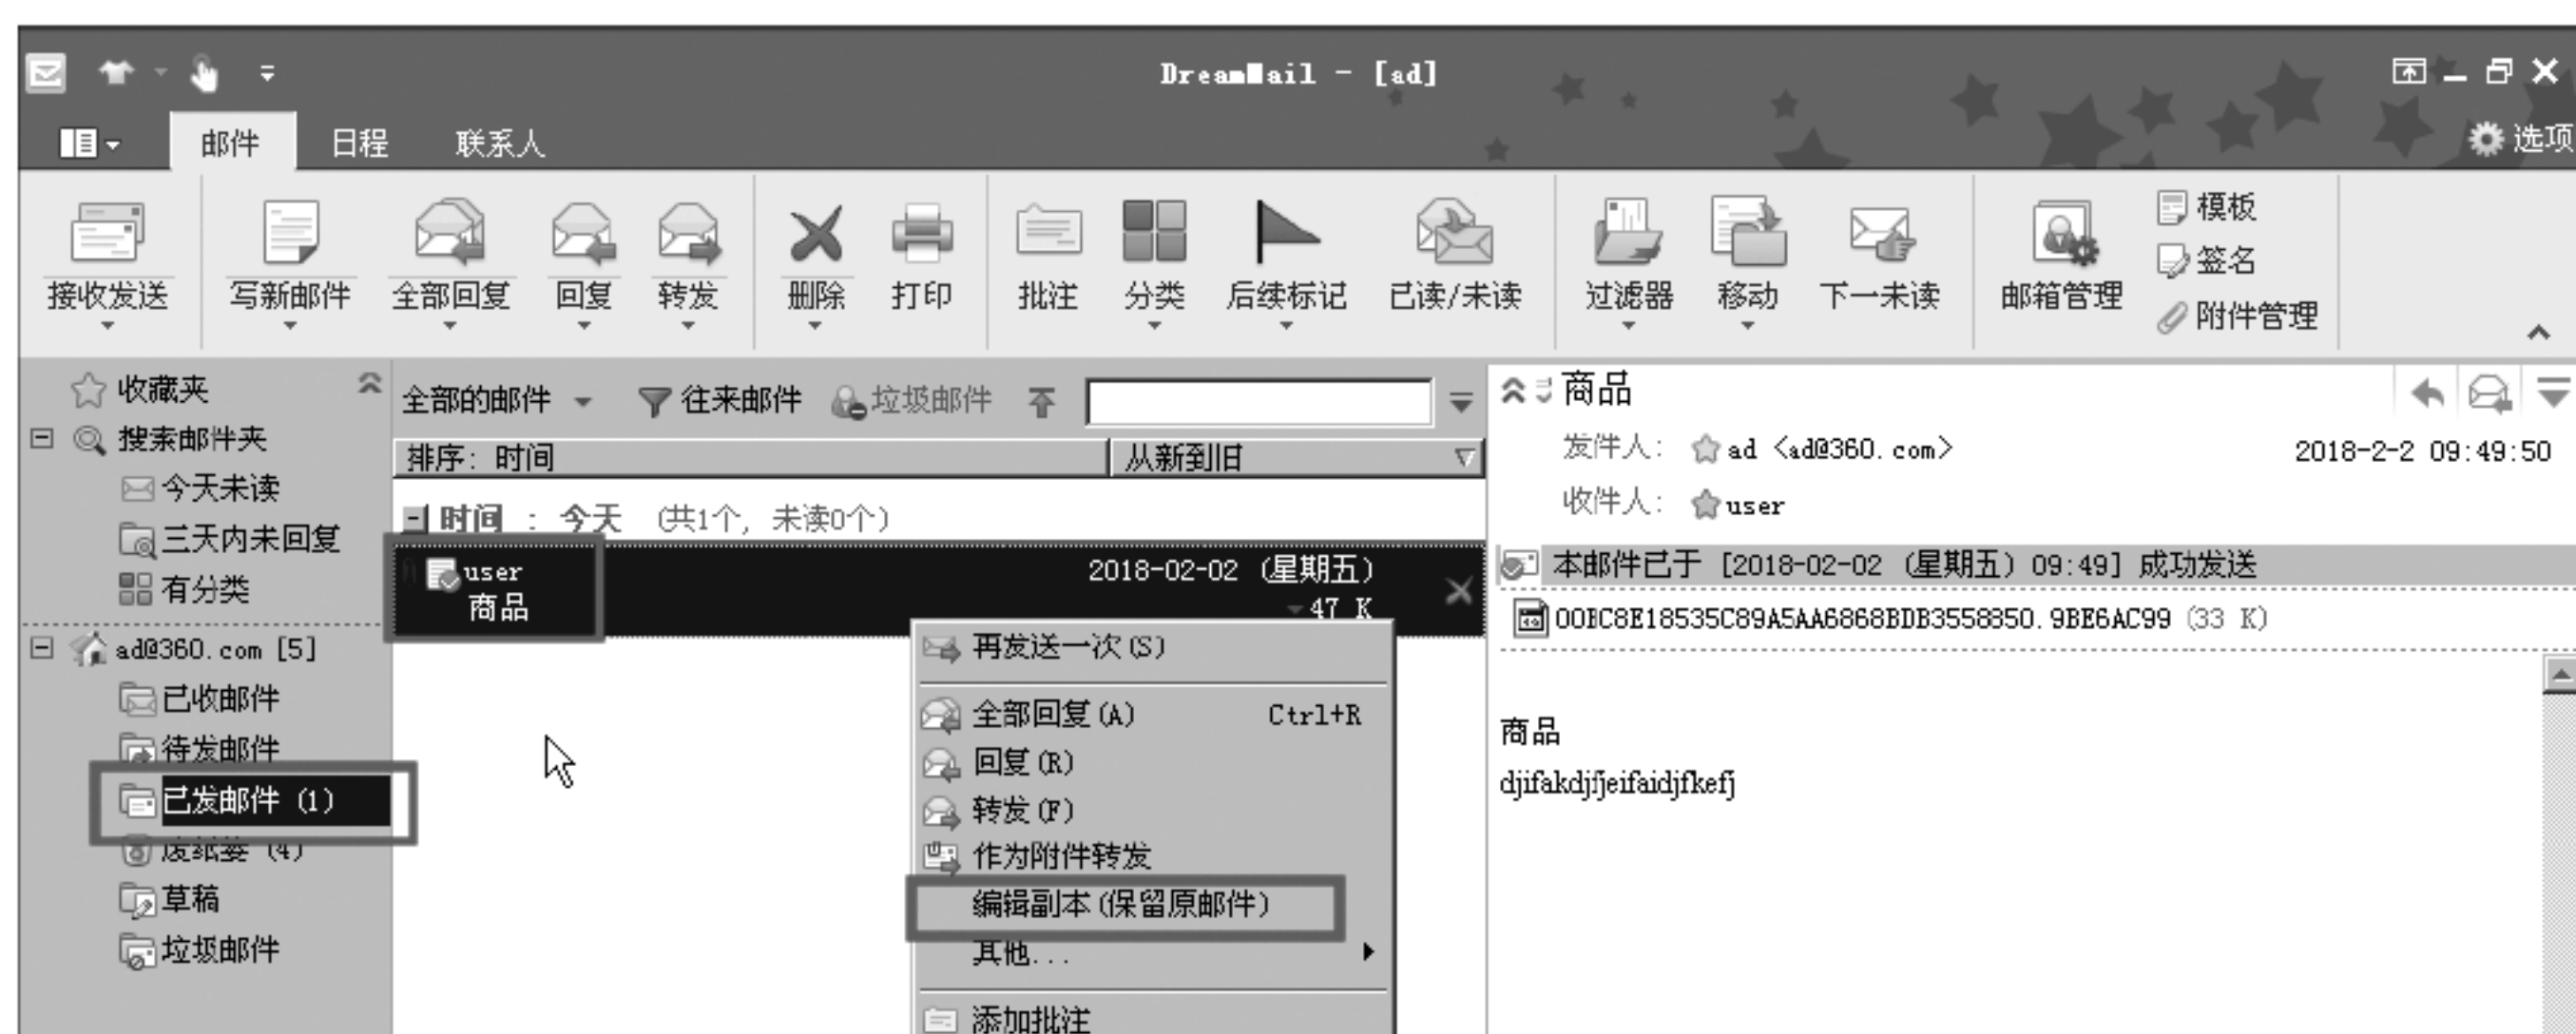 DreamMail - [ad]
邮件 日程 联系人 选项
接收发送 写新邮件 全部回复 回复 转发 删除 打印 批注 分类 后续标记 已读/未读 过滤器 移动 下一未读 邮箱管理
模板
签名
附件管理
收藏夹
搜索邮件夹
今天未读
三天内未回复
有分类
ad@360.com [5]
已收邮件
待发邮件
已发邮件 (1)
废纸篓 (4)
草稿
垃圾邮件
全部的邮件 往来邮件 垃圾邮件
排序: 时间 从新到旧
时间 : 今天 (共1个, 未读0个)
user 2018-02-02 (星期五)
商品 47 K
再发送一次(S)
全部回复(A) Ctrl+R
回复(R)
转发(F)
作为附件转发
编辑副本(保留原邮件)
其他...
添加批注
商品
发件人: ad <ad@360.com> 2018-2-2 09:49:50
收件人: user
本邮件已于 [2018-02-02 (星期五) 09:49] 成功发送
00BC8E18535C89A5AA6868BDB3558850.9BE6AC99 (33 K)
商品
djifakdjfjeifaidjfkefj